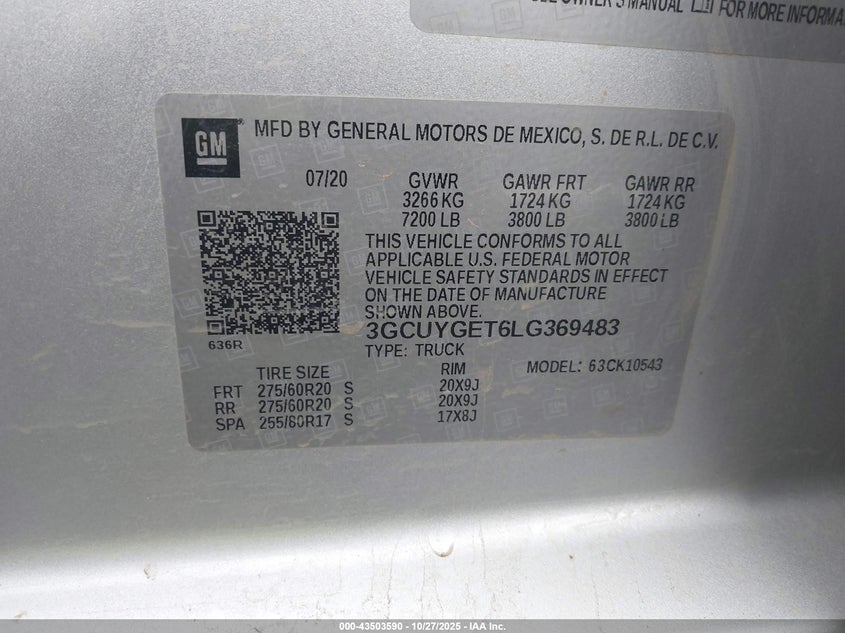 OWNER'S MANUAL FOR MORE INFORMA
GM
MFD BY GENERAL MOTORS DE MEXICO, S. DE R.L. DE C.V.
07/20 GVWR GAWR FRT GAWR RR
3266 KG 1724 KG 1724 KG
7200 LB 3800 LB 3800 LB
THIS VEHICLE CONFORMS TO ALL
APPLICABLE U.S. FEDERAL MOTOR
VEHICLE SAFETY STANDARDS IN EFFECT
ON THE DATE OF MANUFACTURE
SHOWN ABOVE.
3GCUYGET6LG369483
636R
TYPE: TRUCK
MODEL: 63CK10543
TIRE SIZE RIM
FRT 275/60R20 S 20X9J
RR 275/60R20 S 20X9J
SPA 255/80R17 S 17X8J
000-43503590 - 10/27/2025 - IAA Inc.